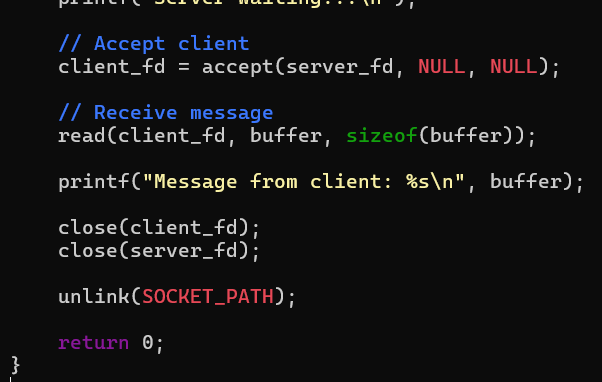 printf("Server waiting...\n");
// Accept client
client_fd = accept(server_fd, NULL, NULL);
// Receive message
read(client_fd, buffer, sizeof(buffer));
printf("Message from client: %s\n", buffer);
close(client_fd);
close(server_fd);
unlink(SOCKET_PATH);
return 0;
}